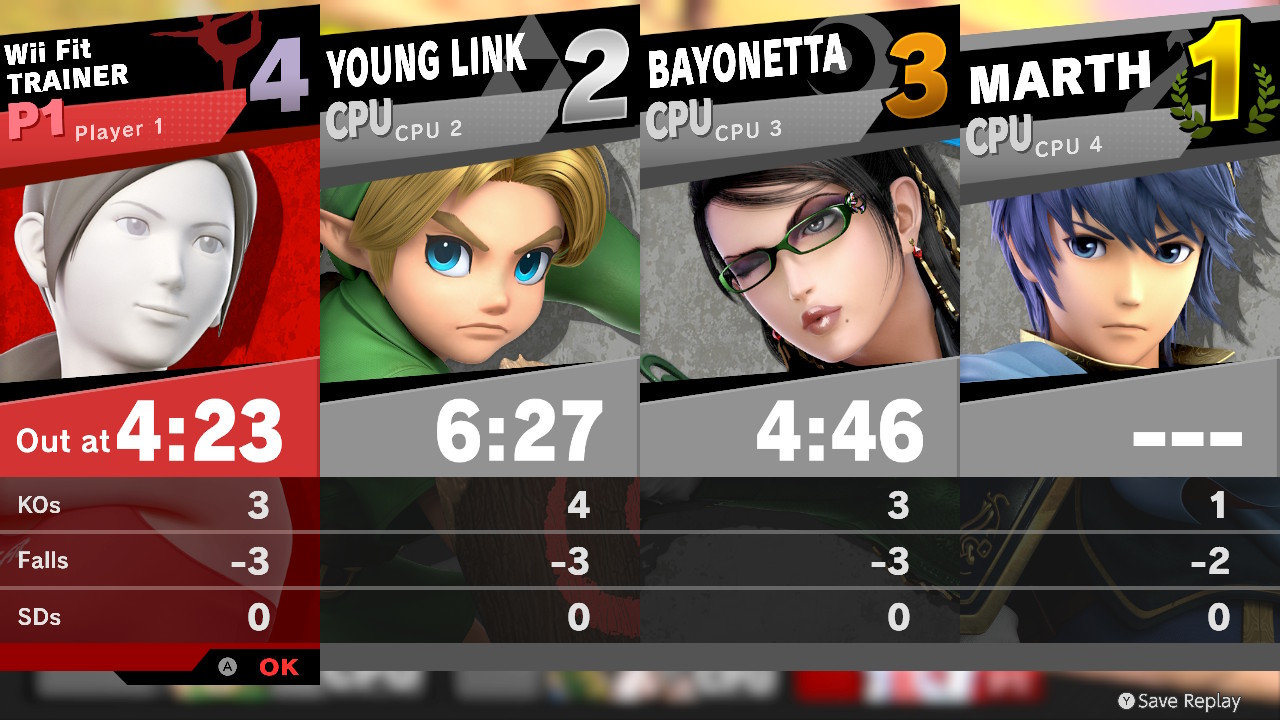 Wii Fit
TRAINER
4
P1 Player 1
YOUNG LINK
2
CPU CPU 2
BAYONETTA
3
CPU CPU 3
MARTH
1
CPU CPU 4
Out at 4:23
6:27
4:46
---
KOs 3 4 3 1
Falls -3 -3 -3 -2
SDs 0 0 0 0
A OK
CPU
CPU
Y Save Replay